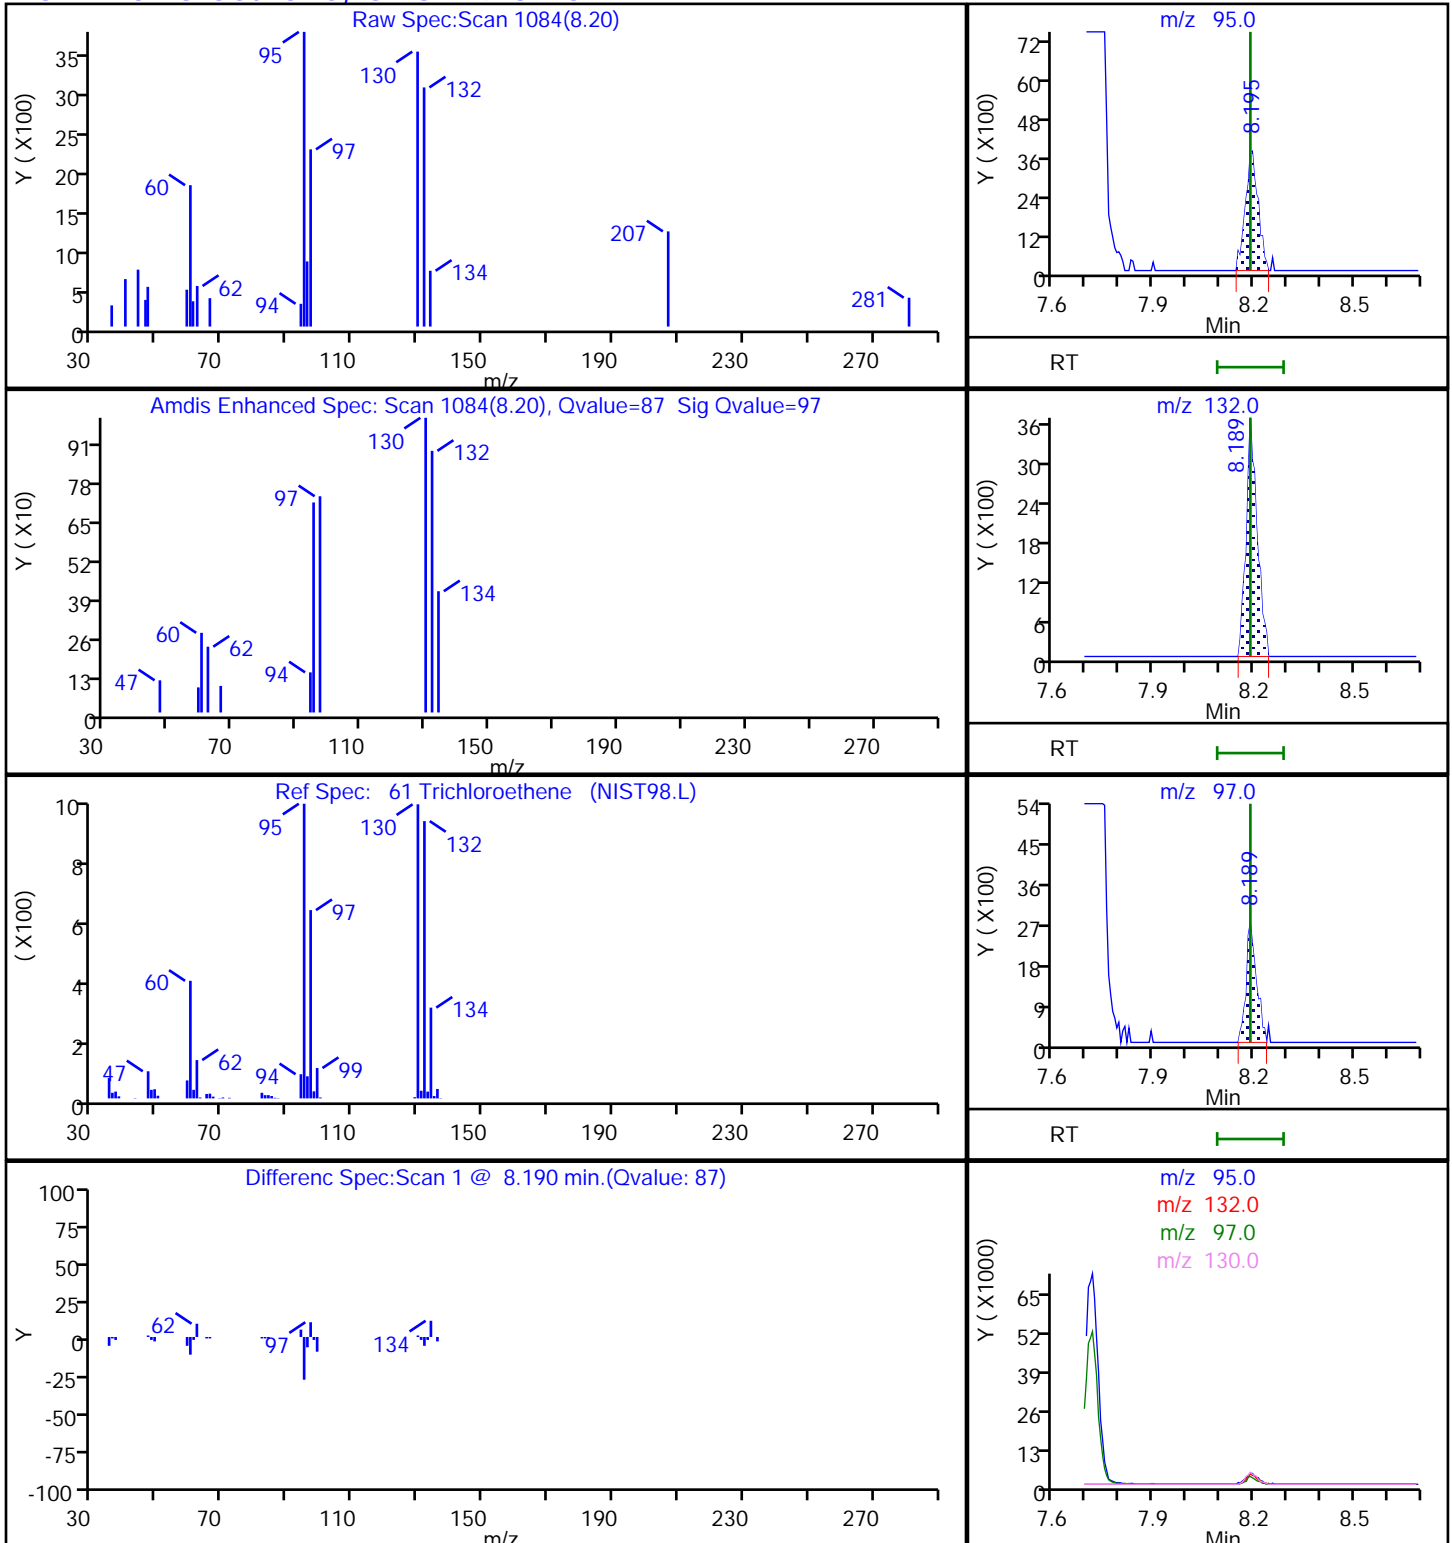 Raw Spec:Scan 1084(8.20)
Y ( X100)
35
30
25
20
15
10
5
0
95
130
132
97
60
207
62
134
94
281
30 70 110 150 190 230 270
m/z
m/z 95.0
Y ( X100)
72
60
48
36
24
12
0
8.195
7.6 7.9 8.2 8.5
Min
RT
Amdis Enhanced Spec: Scan 1084(8.20), Qvalue=87 Sig Qvalue=97
Y ( X10)
91
78
65
52
39
26
13
0
130
132
97
134
60
62
94
47
30 70 110 150 190 230 270
m/z
m/z 132.0
Y ( X100)
36
30
24
18
12
6
0
8.189
7.6 7.9 8.2 8.5
Min
RT
Ref Spec: 61 Trichloroethene (NIST98.L)
( X100)
10
8
6
4
2
0
95
130
132
97
60
134
47
62
94
99
30 70 110 150 190 230 270
m/z 97.0
Y ( X100)
54
45
36
27
18
9
0
8.189
7.6 7.9 8.2 8.5
Min
RT
Differenc Spec:Scan 1 @ 8.190 min.(Qvalue: 87)
Y
100
75
50
25
0
-25
-50
-75
-100
62
97
134
30 70 110 150 190 230 270
m/z
m/z 95.0
m/z 132.0
m/z 97.0
m/z 130.0
Y ( X1000)
65
52
39
26
13
0
7.6 7.9 8.2 8.5
Min